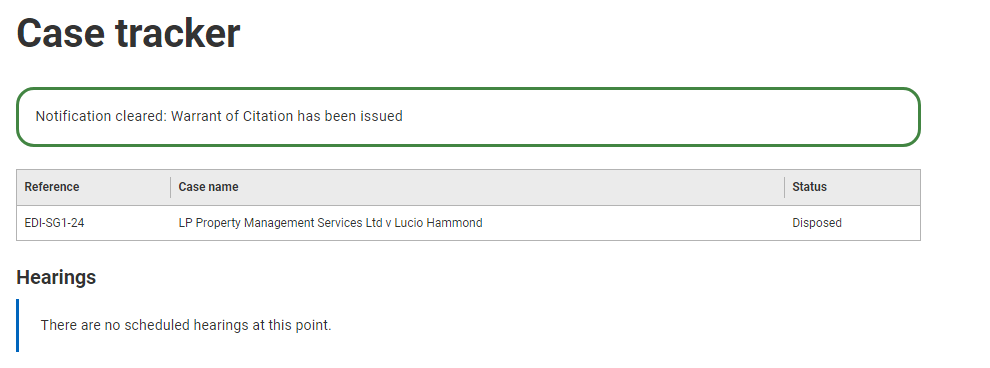 Case tracker
Notification cleared: Warrant of Citation has been issued
Reference Case name Status
EDI-SG1-24 LP Property Management Services Ltd v Lucio Hammond Disposed
Hearings
There are no scheduled hearings at this point.